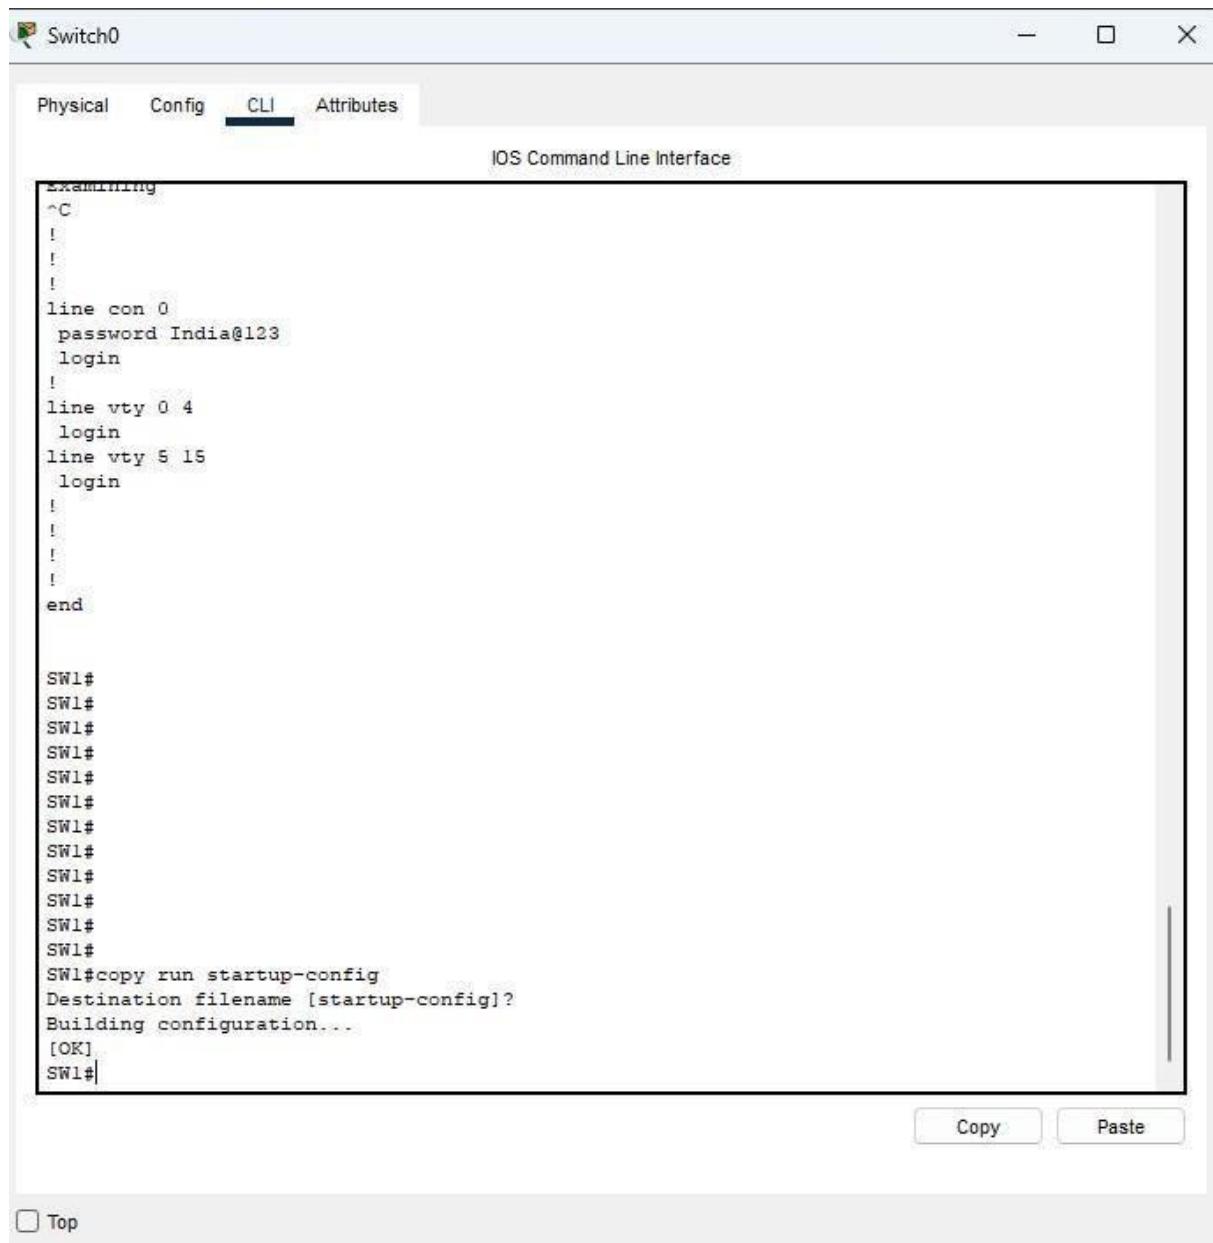 Switch0
Physical Config CLI Attributes
IOS Command Line Interface
Examining
^C
!
!
!
line con 0
password India@123
login
!
line vty 0 4
login
line vty 5 15
login
!
!
!
!
end
SW1#
SW1#
SW1#
SW1#
SW1#
SW1#
SW1#
SW1#
SW1#
SW1#
SW1#
SW1#
SW1#copy run startup-config
Destination filename [startup-config]?
Building configuration...
[OK]
SW1#
Copy Paste
Top